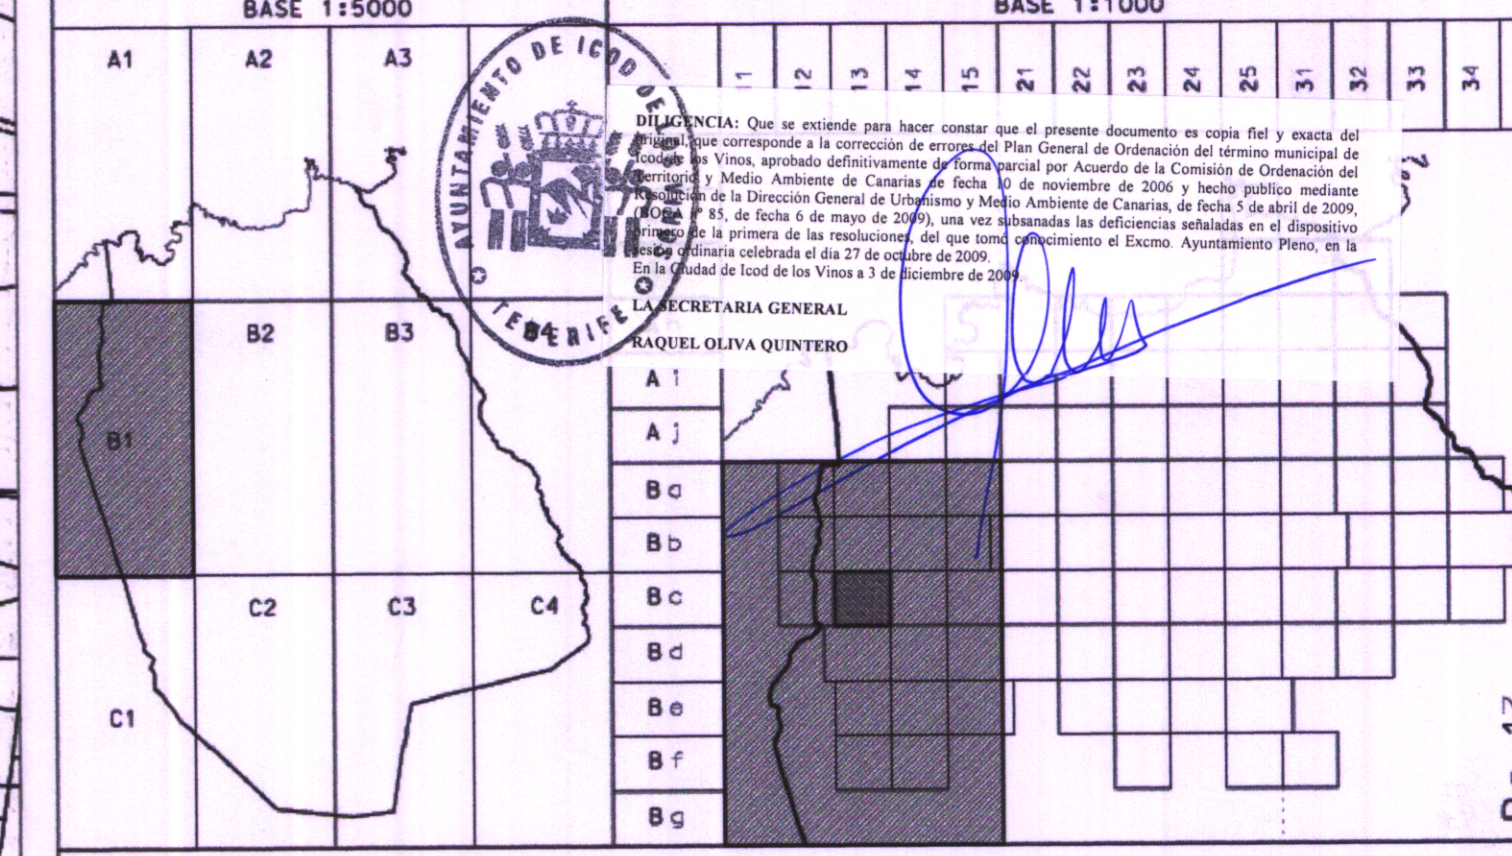 BASE 1:5000
BASE 1:1000
A1 A2 A3
11 12 13 14 15 21 22 23 24 25 31 32 33 34
AYUNTAMIENTO DE ICOD DE LOS VINOS
TENERIFE
DILIGENCIA: Que se extiende para hacer constar que el presente documento es copia fiel y exacta del
original, que corresponde a la corrección de errores del Plan General de Ordenación del término municipal de
Icod de los Vinos, aprobado definitivamente de forma parcial por Acuerdo de la Comisión de Ordenación del
Territorio y Medio Ambiente de Canarias de fecha 10 de noviembre de 2006 y hecho publico mediante
Resolución de la Dirección General de Urbanismo y Medio Ambiente de Canarias, de fecha 5 de abril de 2009,
(BOCA nº 85, de fecha 6 de mayo de 2009), una vez subsanadas las deficiencias señaladas en el dispositivo
primero de la primera de las resoluciones, del que tomó conocimiento el Excmo. Ayuntamiento Pleno, en la
sesión ordinaria celebrada el día 27 de octubre de 2009.
En la Ciudad de Icod de los Vinos a 3 de diciembre de 2009.
LA SECRETARIA GENERAL
RAQUEL OLIVA QUINTERO
B1 B2 B3 B4
C1 C2 C3 C4
A i
A j
B a
B b
B c
B d
B e
B f
B g